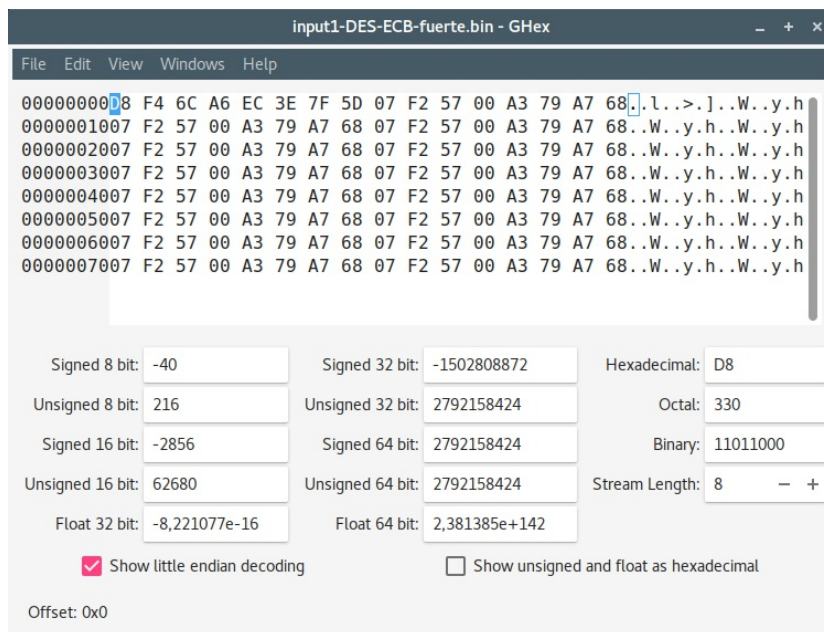 input1-DES-ECB-fuerte.bin - GHex
File Edit View Windows Help
00000000D8 F4 6C A6 EC 3E 7F 5D 07 F2 57 00 A3 79 A7 68..l..>.]..W..y.h
0000001007 F2 57 00 A3 79 A7 68 07 F2 57 00 A3 79 A7 68..W..y.h..W..y.h
0000002007 F2 57 00 A3 79 A7 68 07 F2 57 00 A3 79 A7 68..W..y.h..W..y.h
0000003007 F2 57 00 A3 79 A7 68 07 F2 57 00 A3 79 A7 68..W..y.h..W..y.h
0000004007 F2 57 00 A3 79 A7 68 07 F2 57 00 A3 79 A7 68..W..y.h..W..y.h
0000005007 F2 57 00 A3 79 A7 68 07 F2 57 00 A3 79 A7 68..W..y.h..W..y.h
0000006007 F2 57 00 A3 79 A7 68 07 F2 57 00 A3 79 A7 68..W..y.h..W..y.h
0000007007 F2 57 00 A3 79 A7 68 07 F2 57 00 A3 79 A7 68..W..y.h..W..y.h
Signed 8 bit: -40 Signed 32 bit: -1502808872 Hexadecimal: D8
Unsigned 8 bit: 216 Unsigned 32 bit: 2792158424 Octal: 330
Signed 16 bit: -2856 Signed 64 bit: 2792158424 Binary: 11011000
Unsigned 16 bit: 62680 Unsigned 64 bit: 2792158424 Stream Length: 8 − +
Float 32 bit: -8,221077e-16 Float 64 bit: 2,381385e+142
Show little endian decoding Show unsigned and float as hexadecimal
Offset: 0x0